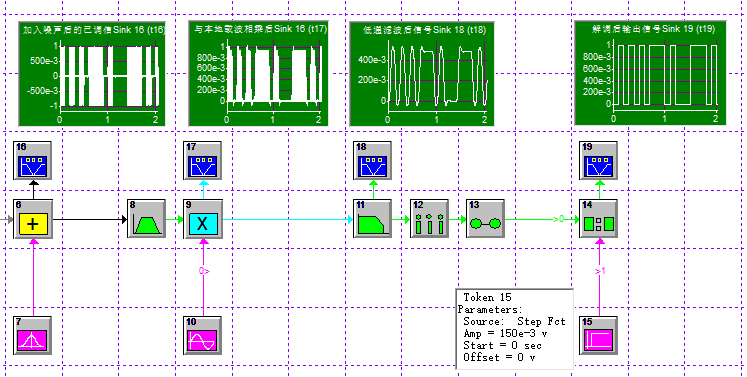 加入噪声后的已调信Sink 16 (t16)
1
500e-3
0
-500e-3
-1
0
1
2
与本地载波相乘后Sink 16 (t17)
1
800e-3
600e-3
400e-3
200e-3
0
0
1
2
低通滤波后信号Sink 18 (t18)
400e-3
200e-3
0
0
1
2
解调后输出信号Sink 19 (t19)
1
800e-3
600e-3
400e-3
200e-3
0
0
1
2
16
17
18
19
6
8
9
X
11
12
13
>0
14
0>
>1
7
10
Token 15
Parameters:
Source: Step Fct
Amp = 150e-3 v
Start = 0 sec
Offset = 0 v
15